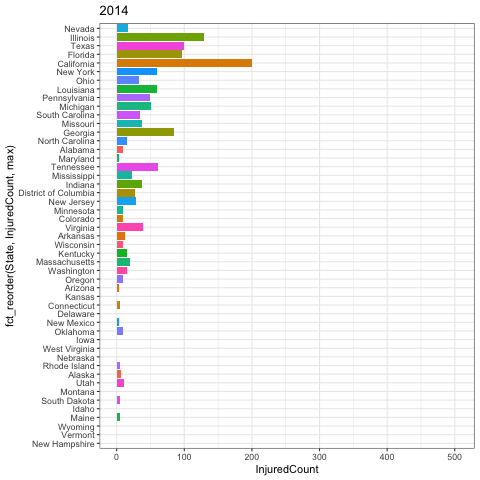 2014
fct_reorder(State, InjuredCount, max)
Nevada
Illinois
Texas
Florida
California
New York
Ohio
Louisiana
Pennsylvania
Michigan
South Carolina
Missouri
Georgia
North Carolina
Alabama
Maryland
Tennessee
Mississippi
Indiana
District of Columbia
New Jersey
Minnesota
Colorado
Virginia
Arkansas
Wisconsin
Kentucky
Massachusetts
Washington
Oregon
Arizona
Kansas
Connecticut
Delaware
New Mexico
Oklahoma
Iowa
West Virginia
Nebraska
Rhode Island
Alaska
Utah
Montana
South Dakota
Idaho
Maine
Wyoming
Vermont
New Hampshire
0 100 200 300 400 500
InjuredCount